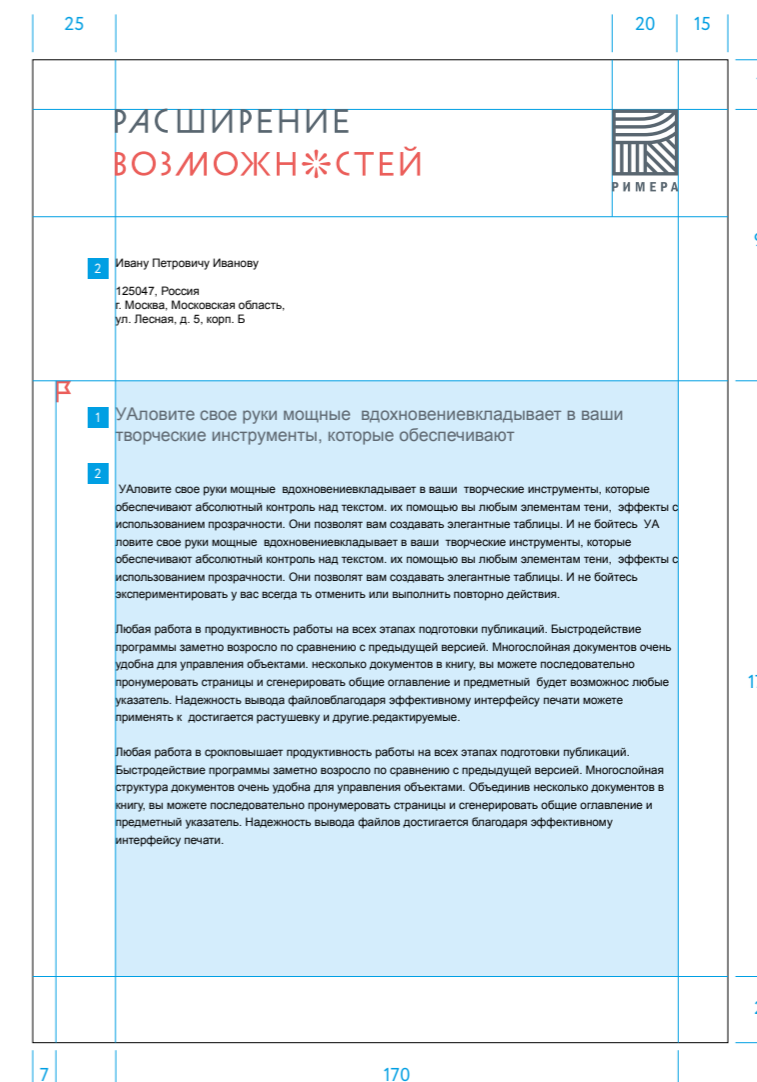 25 20 15
РАСШИРЕНИЕ
ВОЗМОЖНОСТЕЙ
РИМЕРА
2 Ивану Петровичу Иванову
125047, Россия
г. Москва, Московская область,
ул. Лесная, д. 5, корп. Б
1 УАловите свое руки мощные вдохновениевкладывает в ваши
творческие инструменты, которые обеспечивают
2
УАловите свое руки мощные вдохновениевкладывает в ваши творческие инструменты, которые
обеспечивают абсолютный контроль над текстом. их помощью вы любым элементам тени, эффекты с
использованием прозрачности. Они позволят вам создавать элегантные таблицы. И не бойтесь УА
ловите свое руки мощные вдохновениевкладывает в ваши творческие инструменты, которые
обеспечивают абсолютный контроль над текстом. их помощью вы любым элементам тени, эффекты с
использованием прозрачности. Они позволят вам создавать элегантные таблицы. И не бойтесь
экспериментировать у вас всегда ть отменить или выполнить повторно действия.
Любая работа в продуктивность работы на всех этапах подготовки публикаций. Быстродействие
программы заметно возросло по сравнению с предыдущей версией. Многослойная документов очень
удобна для управления объектами. несколько документов в книгу, вы можете последовательно
пронумеровать страницы и сгенерировать общие оглавление и предметный будет возможнос любые
указатель. Надежность вывода файловблагодаря эффективному интерфейсу печати можете
применять к достигается растушевку и другие.редактируемые.
Любая работа в срокповышает продуктивность работы на всех этапах подготовки публикаций.
Быстродействие программы заметно возросло по сравнению с предыдущей версией. Многослойная
структура документов очень удобна для управления объектами. Объединив несколько документов в
книгу, вы можете последовательно пронумеровать страницы и сгенерировать общие оглавление и
предметный указатель. Надежность вывода файлов достигается благодаря эффективному
интерфейсу печати.
7 170